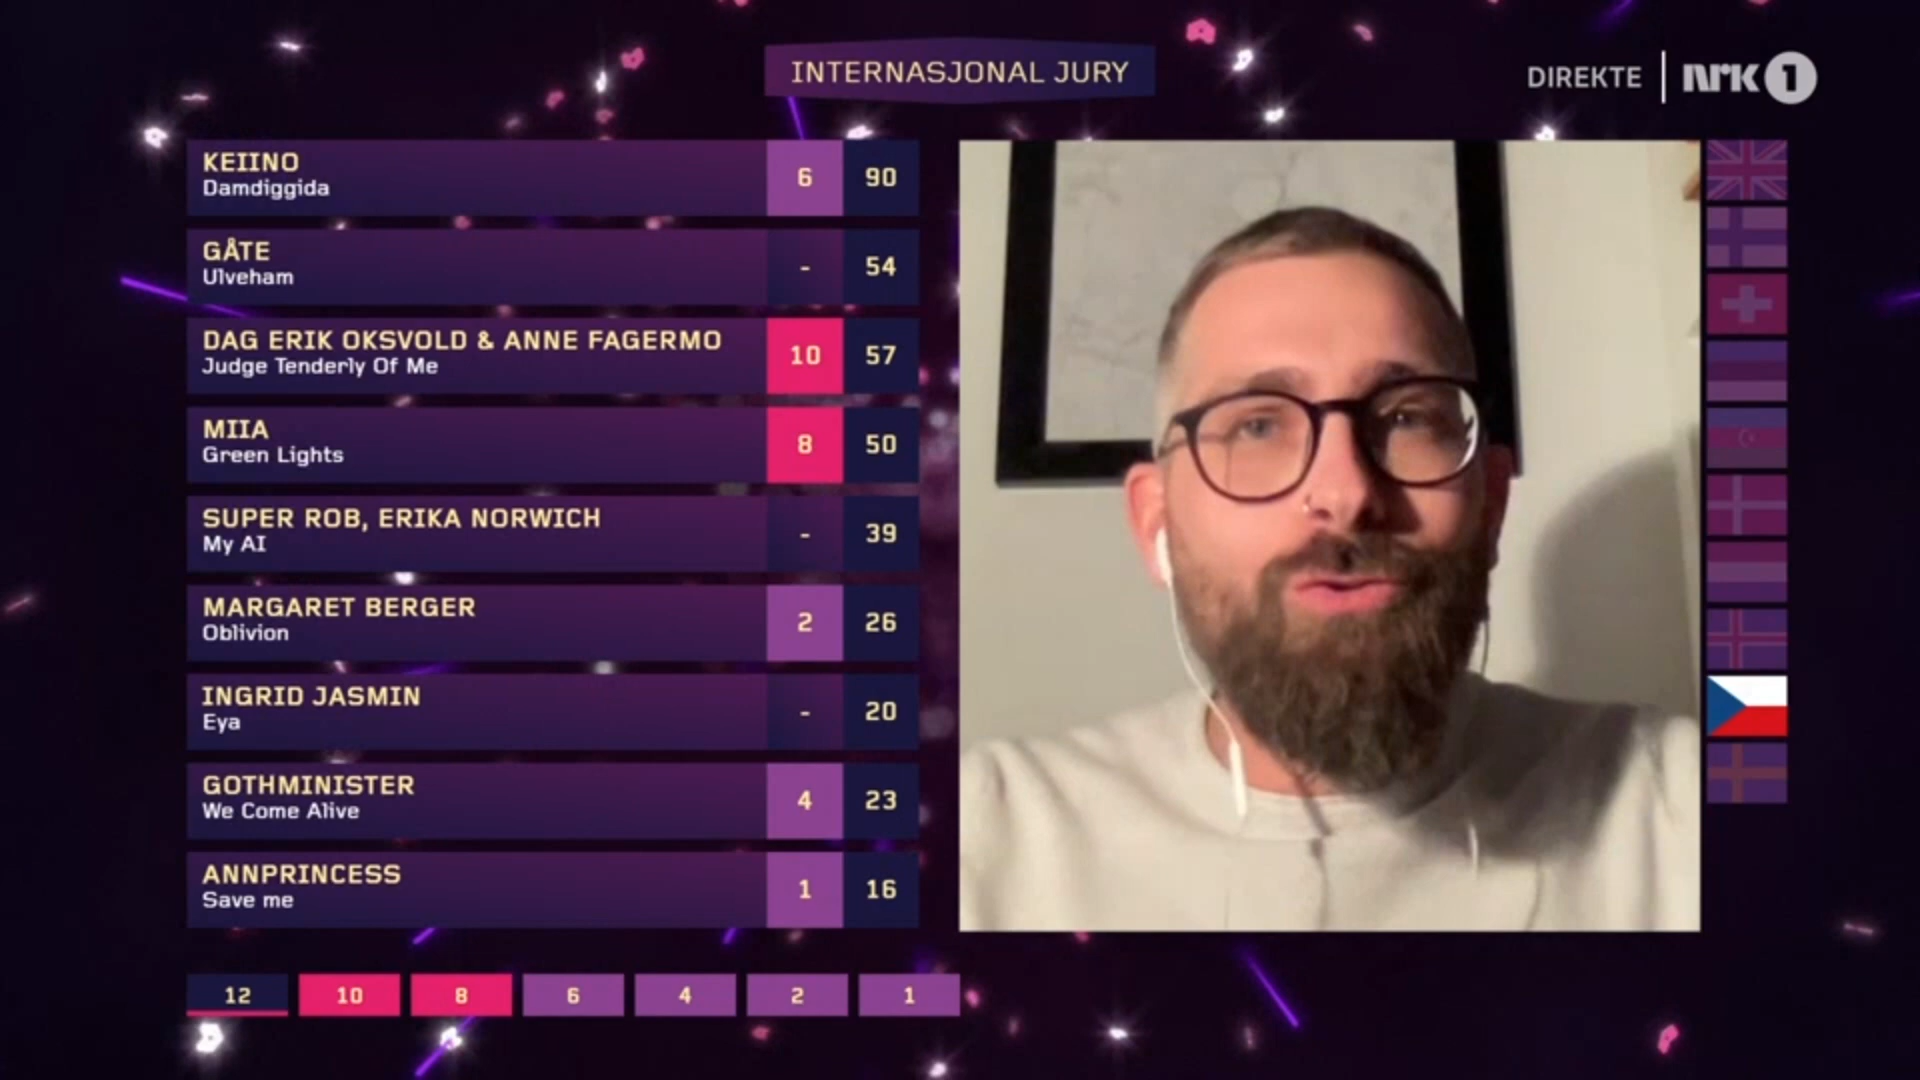 INTERNASJONAL JURY
DIREKTE nrk 1
KEIINO 6 90
Damdiggida
GÅTE - 54
Ulveham
DAG ERIK OKSVOLD & ANNE FAGERMO 10 57
Judge Tenderly Of Me
MIIA 8 50
Green Lights
SUPER ROB, ERIKA NORWICH - 39
My AI
MARGARET BERGER 2 26
Oblivion
INGRID JASMIN - 20
Eya
GOTHMINISTER 4 23
We Come Alive
ANNPRINCESS 1 16
Save me
12 10 8 6 4 2 1